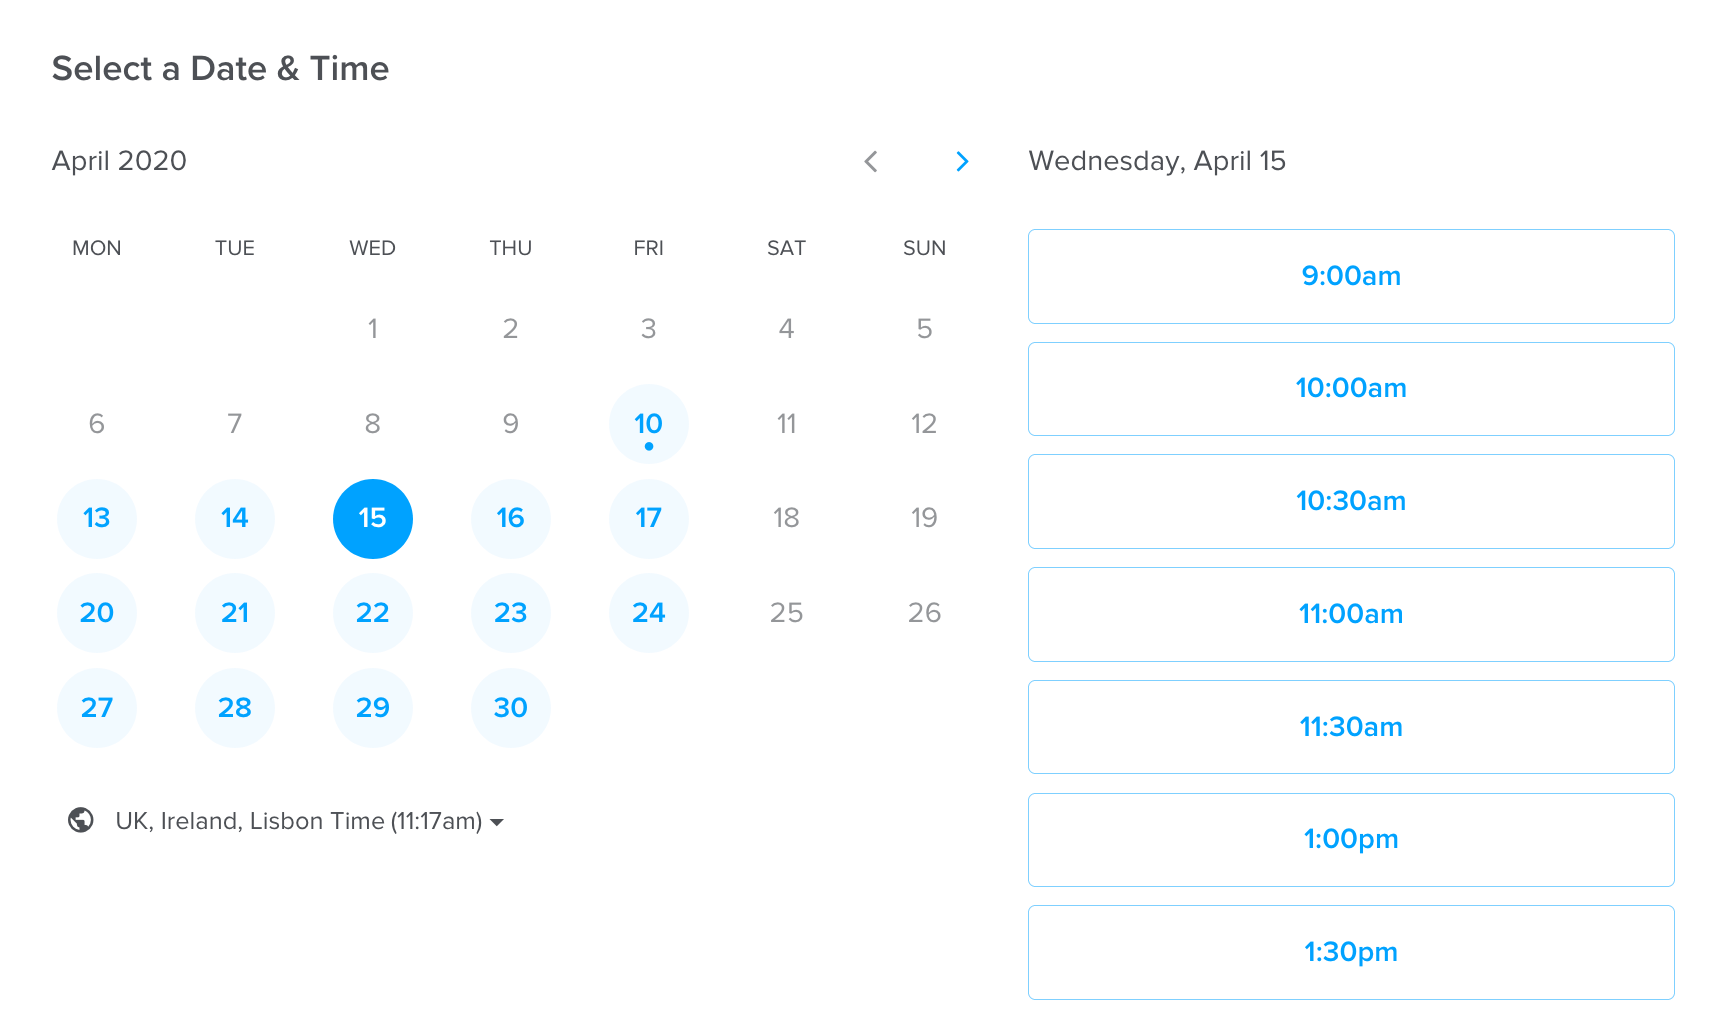 Select a Date & Time
April 2020
MON TUE WED THU FRI SAT SUN
1 2 3 4 5
6 7 8 9 10 11 12
13 14 15 16 17 18 19
20 21 22 23 24 25 26
27 28 29 30
UK, Ireland, Lisbon Time (11:17am)
Wednesday, April 15
9:00am
10:00am
10:30am
11:00am
11:30am
1:00pm
1:30pm